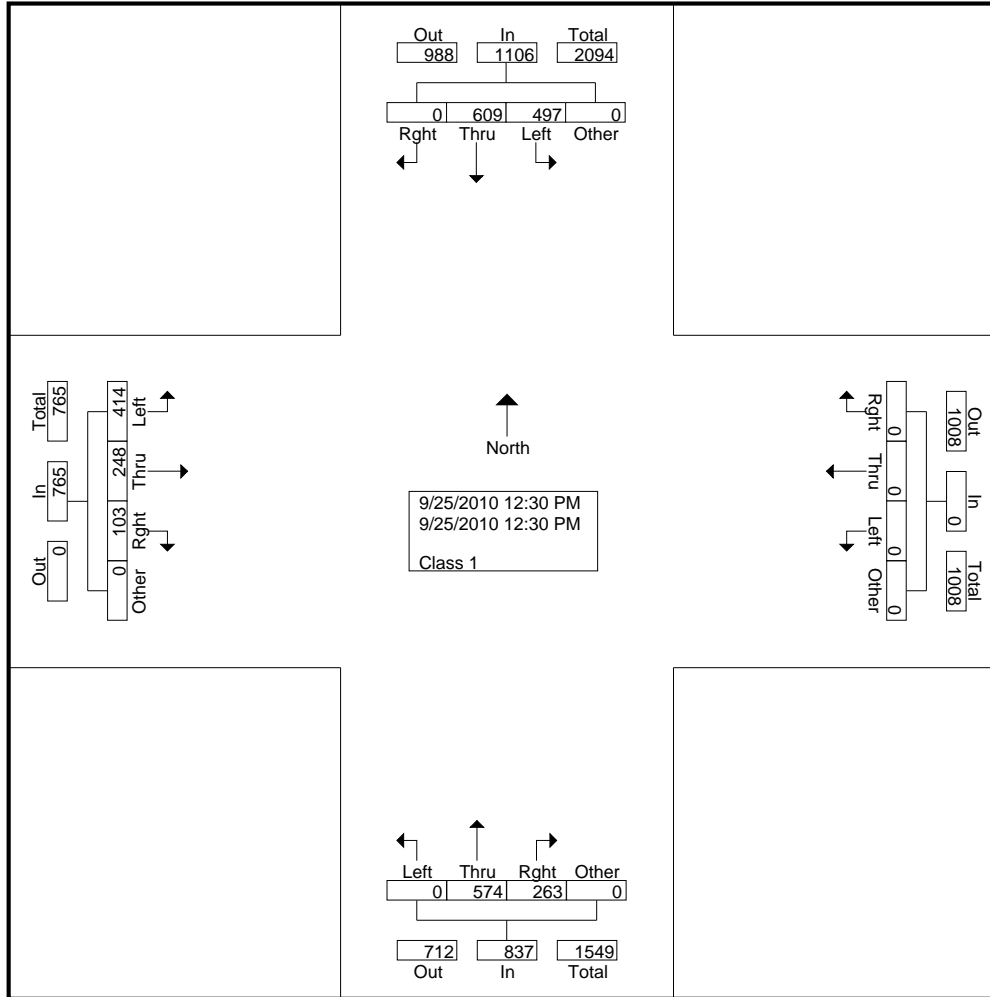 Out In Total
988 1106 2094
0 609 497 0
Rght Thru Left Other
Total 765
In 765
Out 0
414 248 103 0
Left Thru Rght Other
North
9/25/2010 12:30 PM
9/25/2010 12:30 PM
Class 1
Rght Thru Left Other
0 0 0 0
Out In Total
1008 0 1008
Left Thru Rght Other
0 574 263 0
712 837 1549
Out In Total